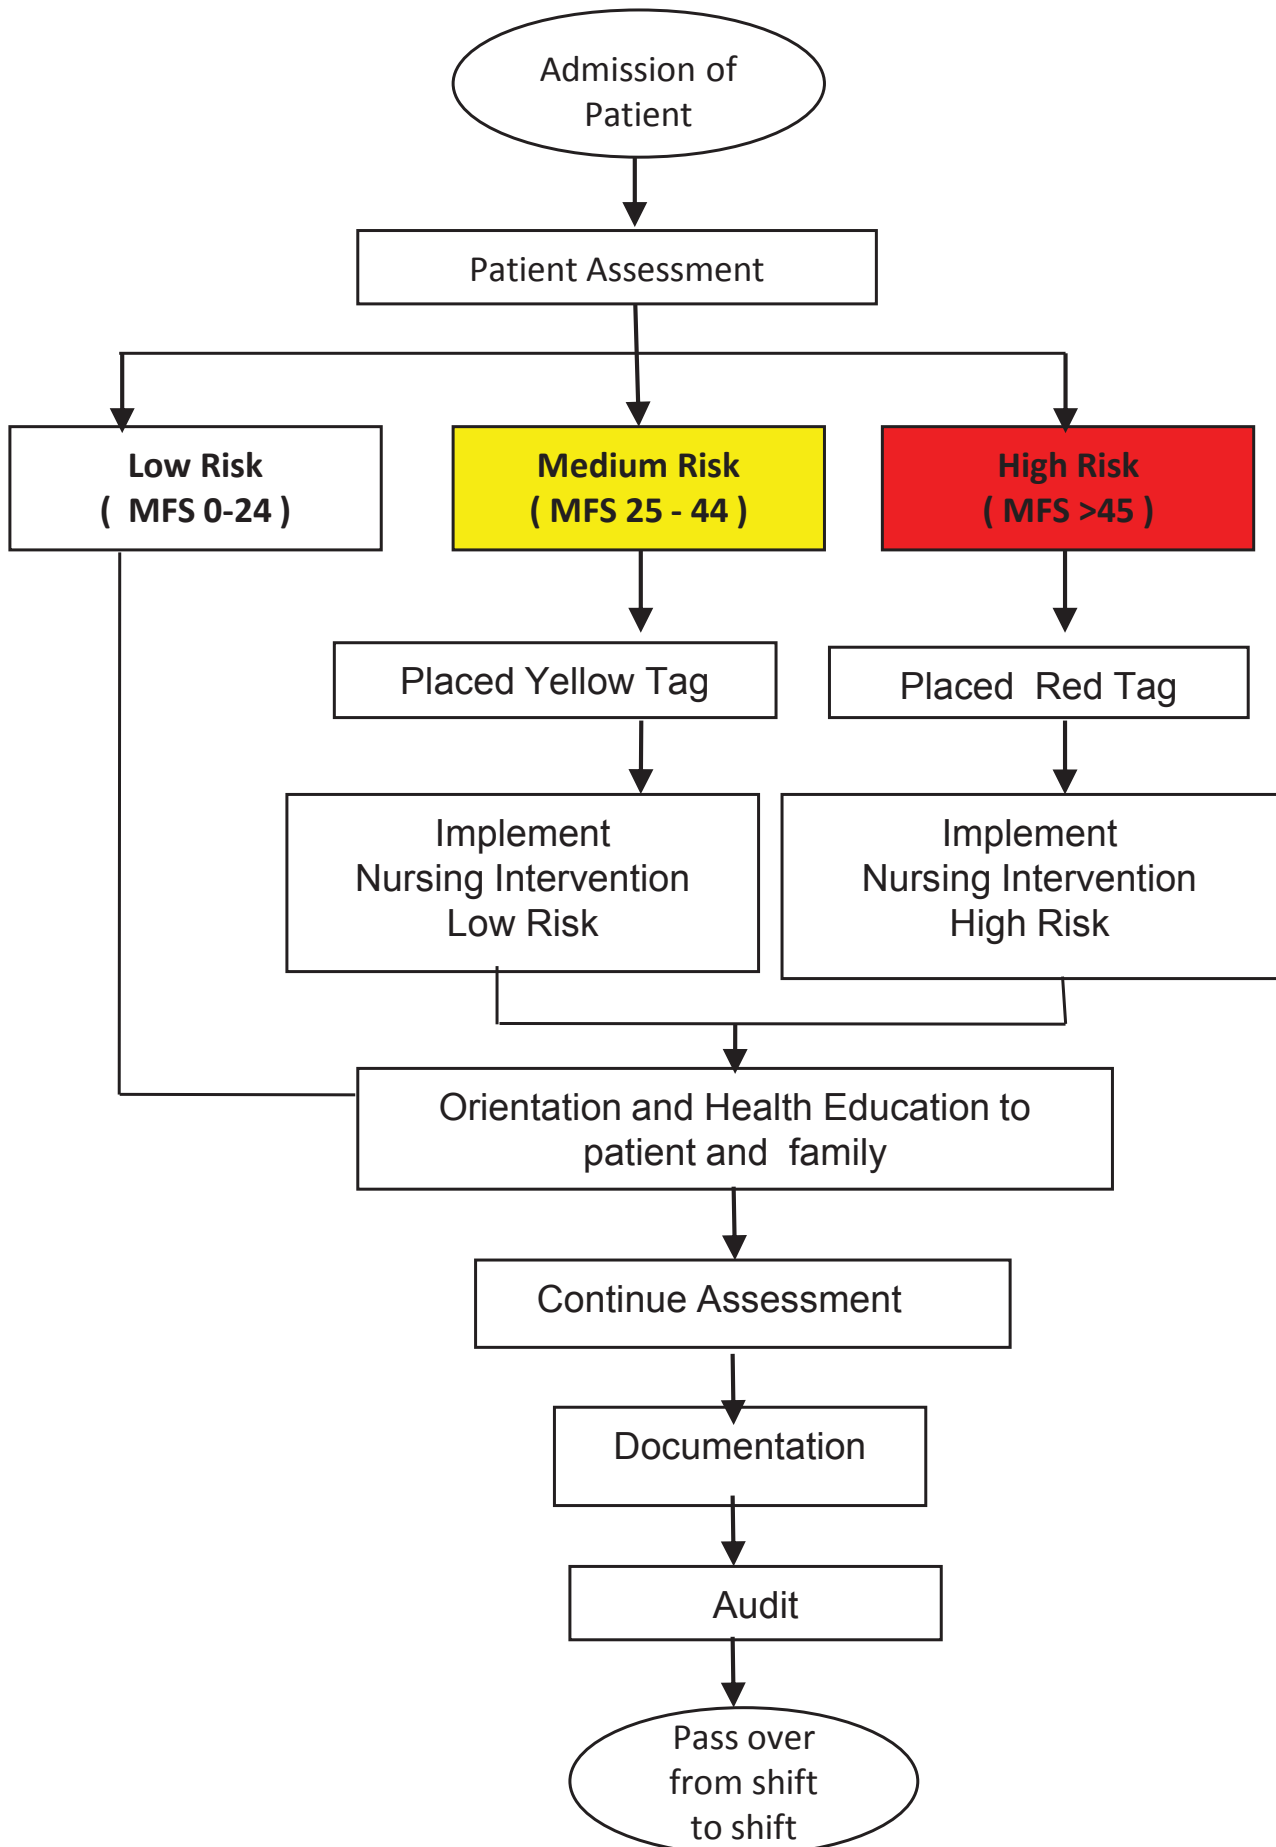 Admission of
Patient
Patient Assessment
Low Risk
( MFS 0-24 )
Medium Risk
( MFS 25 - 44 )
High Risk
( MFS >45 )
Placed Yellow Tag
Placed Red Tag
Implement
Nursing Intervention
Low Risk
Implement
Nursing Intervention
High Risk
Orientation and Health Education to
patient and family
Continue Assessment
Documentation
Audit
Pass over
from shift
to shift